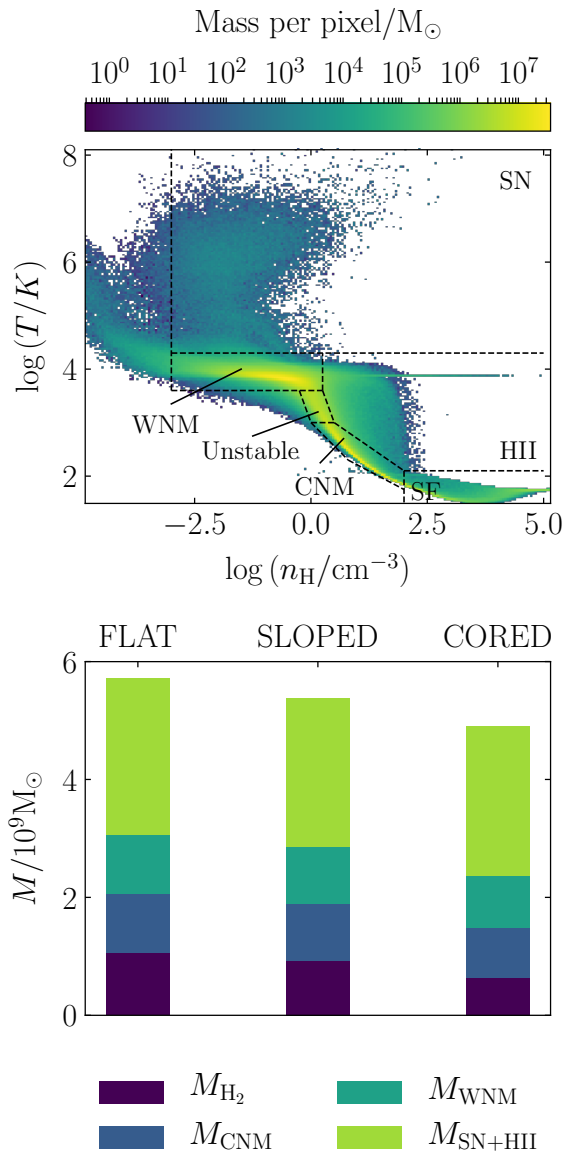 Mass per pixel/M⊙
10⁰ 10¹ 10² 10³ 10⁴ 10⁵ 10⁶ 10⁷
8
SN
6
log (T/K)
4
WNM
Unstable
HII
CNM
2
SF
−2.5 0.0 2.5 5.0
log (n_H/cm⁻³)
FLAT SLOPED CORED
6
4
M/10⁹M⊙
2
0
M_H₂ M_WNM
M_CNM M_SN+HII